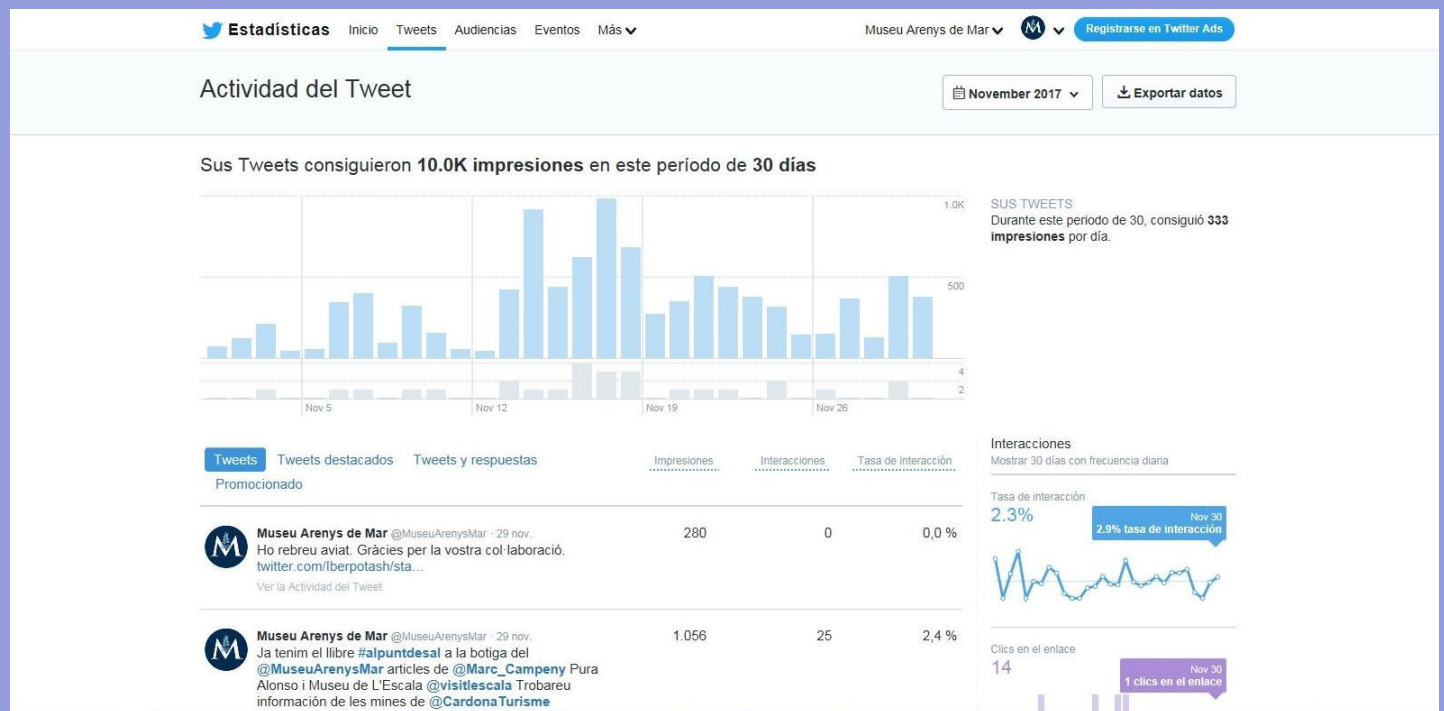 Estadísticas Inicio Tweets Audiencias Eventos Más Museu Arenys de Mar Registrarse en Twitter Ads
Actividad del Tweet
November 2017 Exportar datos
Sus Tweets consiguieron 10.0K impresiones en este período de 30 días
1.0K
500
4
2
Nov 5 Nov 12 Nov 19 Nov 26
SUS TWEETS
Durante este periodo de 30, consiguió 333
impresiones por día.
Tweets Tweets destacados Tweets y respuestas Impresiones Interacciones Tasa de interacción
Promocionado
Museu Arenys de Mar @MuseuArenysMar · 29 nov. 280 0 0,0 %
Ho rebreu aviat. Gràcies per la vostra col·laboració.
twitter.com/Iberpotash/sta…
Ver la Actividad del Tweet
Museu Arenys de Mar @MuseuArenysMar · 29 nov. 1.056 25 2,4 %
Ja tenim el llibre #alpuntdesal a la botiga del
@MuseuArenysMar articles de @Marc_Campeny Pura
Alonso i Museu de L'Escala @visitlescala Trobareu
información de les mines de @CardonaTurisme
Interacciones
Mostrar 30 días con frecuencia diaria
Tasa de interacción
2.3%
Nov 30
2.9% tasa de interacción
Clics en el enlace
14
Nov 30
1 clics en el enlace